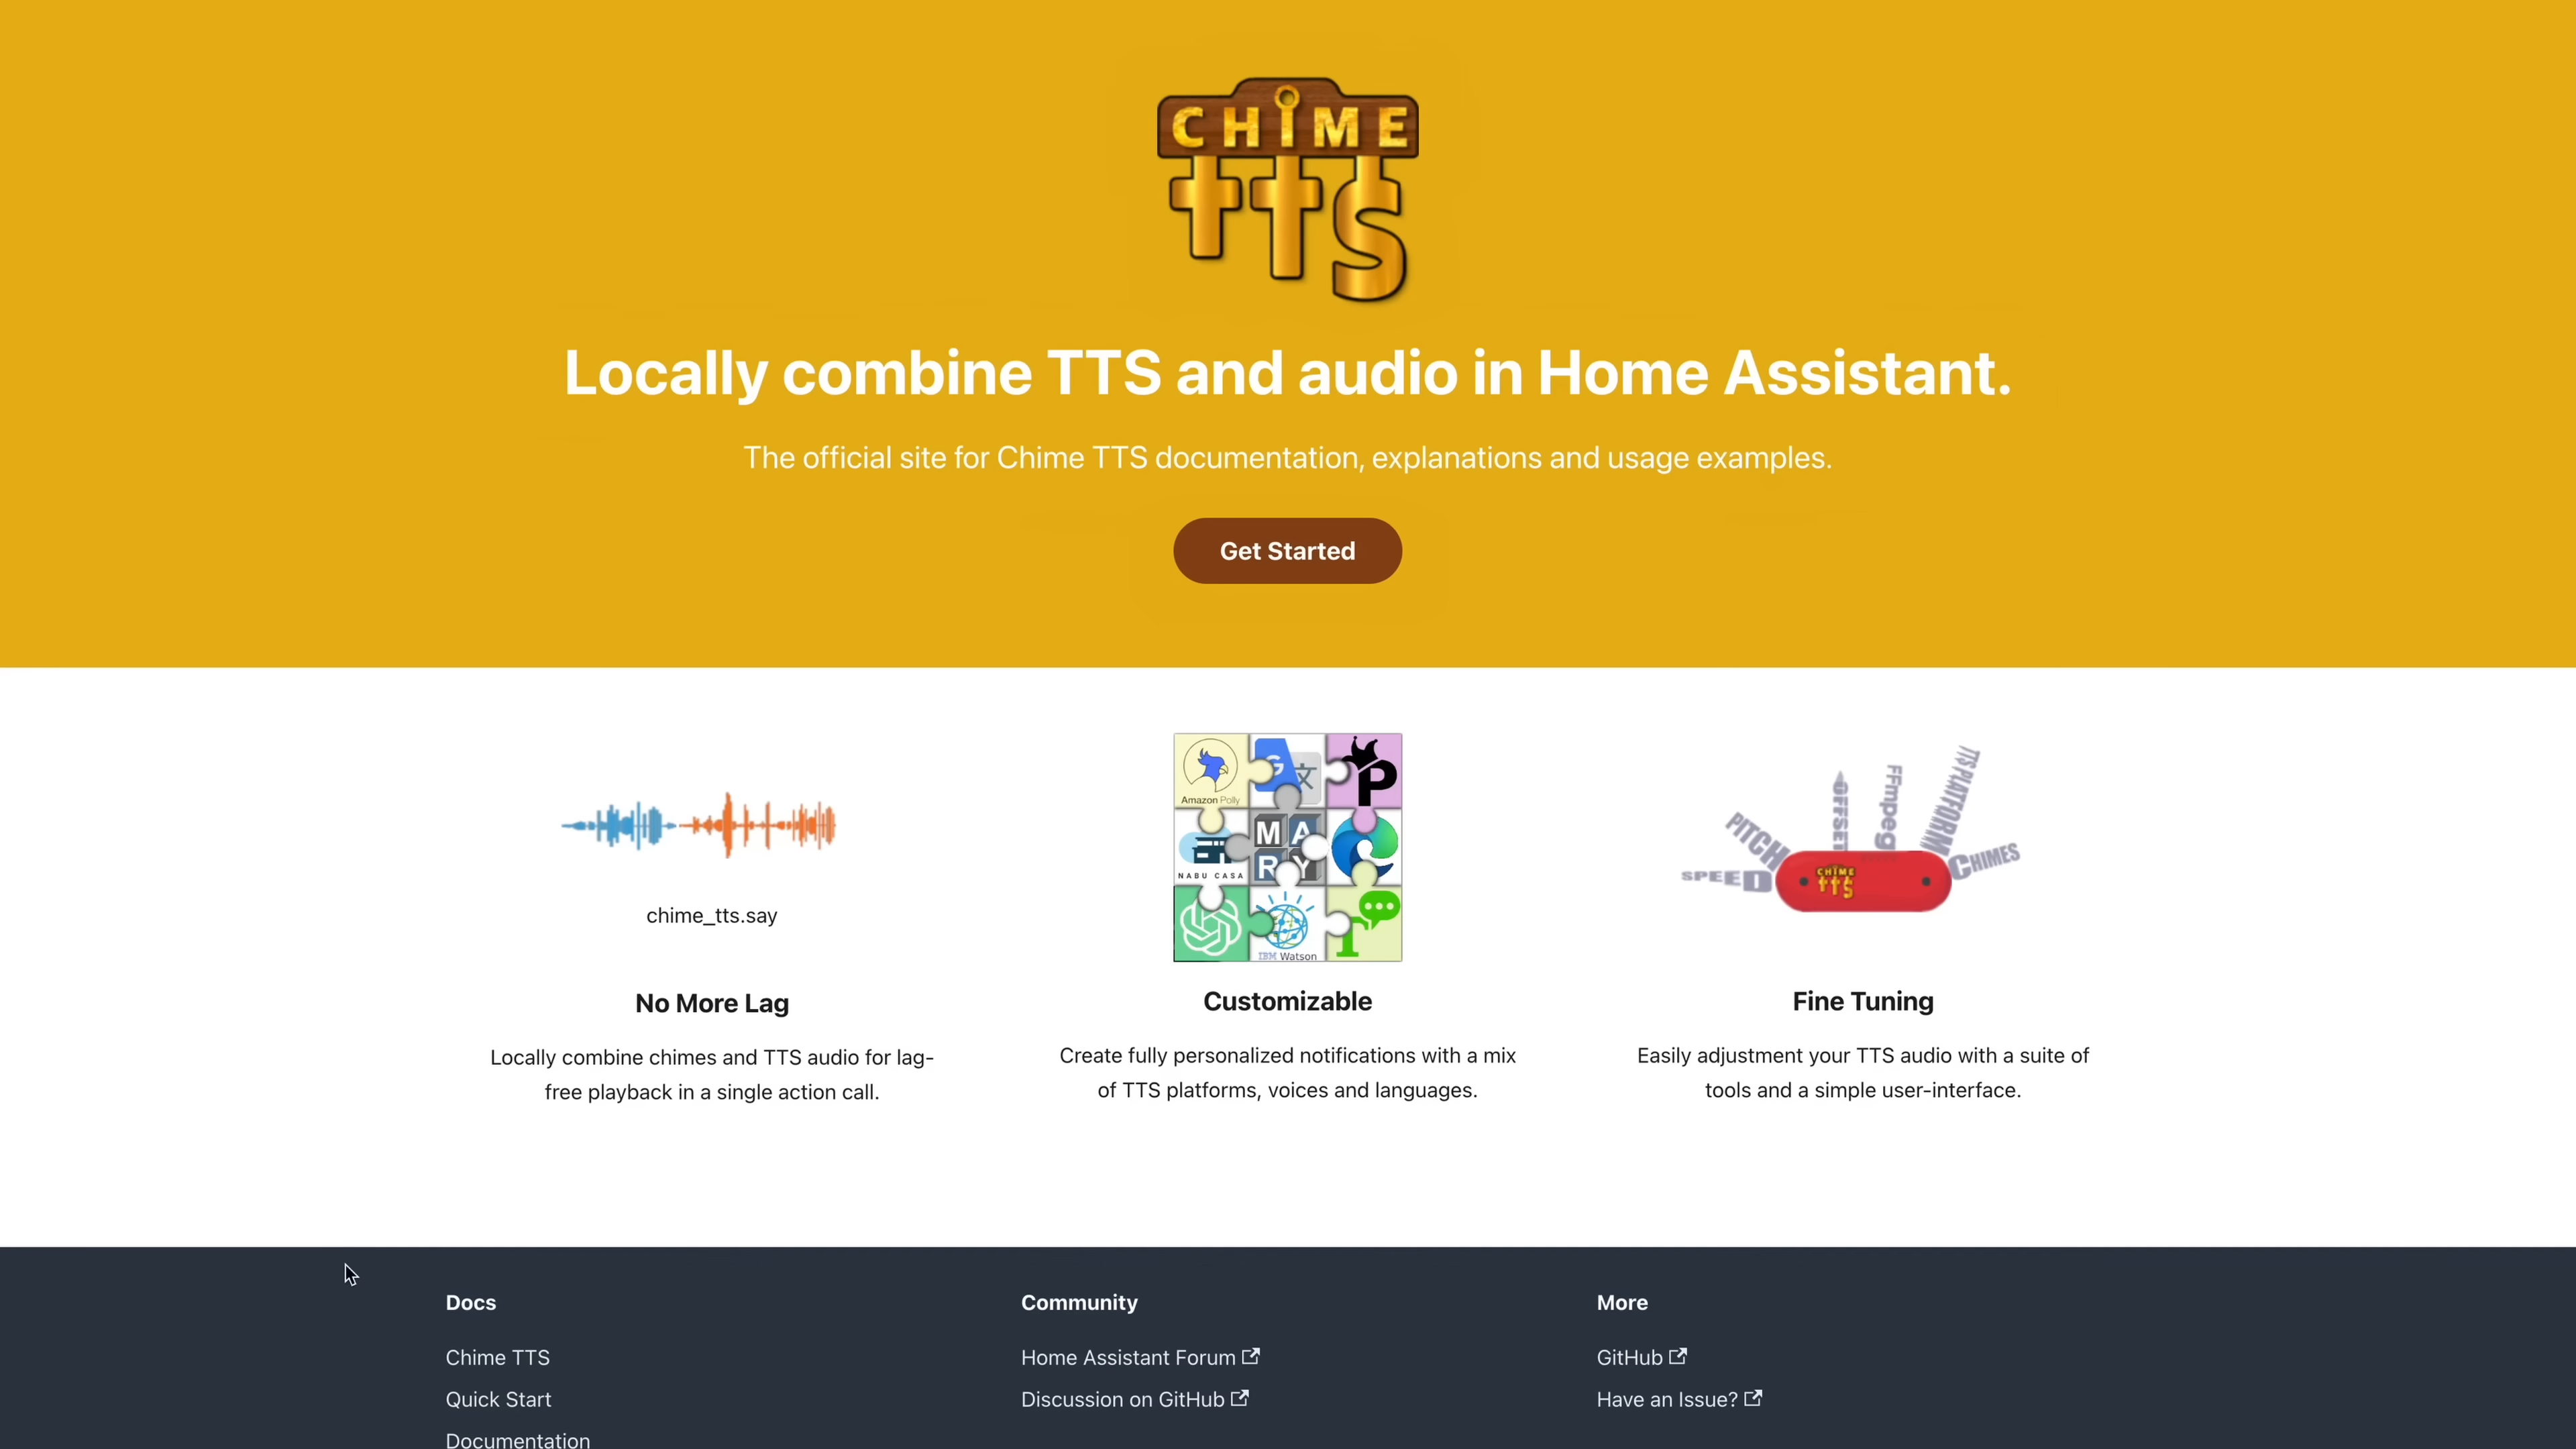 CHIME
TTS
Locally combine TTS and audio in Home Assistant.
The official site for Chime TTS documentation, explanations and usage examples.
Get Started
chime_tts.say
No More Lag
Locally combine chimes and TTS audio for lag-
free playback in a single action call.
Amazon Polly
G 文
P
NABU CASA
MA
RY
IBM Watson
r
Customizable
Create fully personalized notifications with a mix
of TTS platforms, voices and languages.
SPEED
PITCH
OFFSET
FFmpeg
TTS PLATFORM
CHIMES
CHIME
TTS
Fine Tuning
Easily adjustment your TTS audio with a suite of
tools and a simple user-interface.
Docs
Chime TTS
Quick Start
Documentation
Community
Home Assistant Forum
Discussion on GitHub
More
GitHub
Have an Issue?